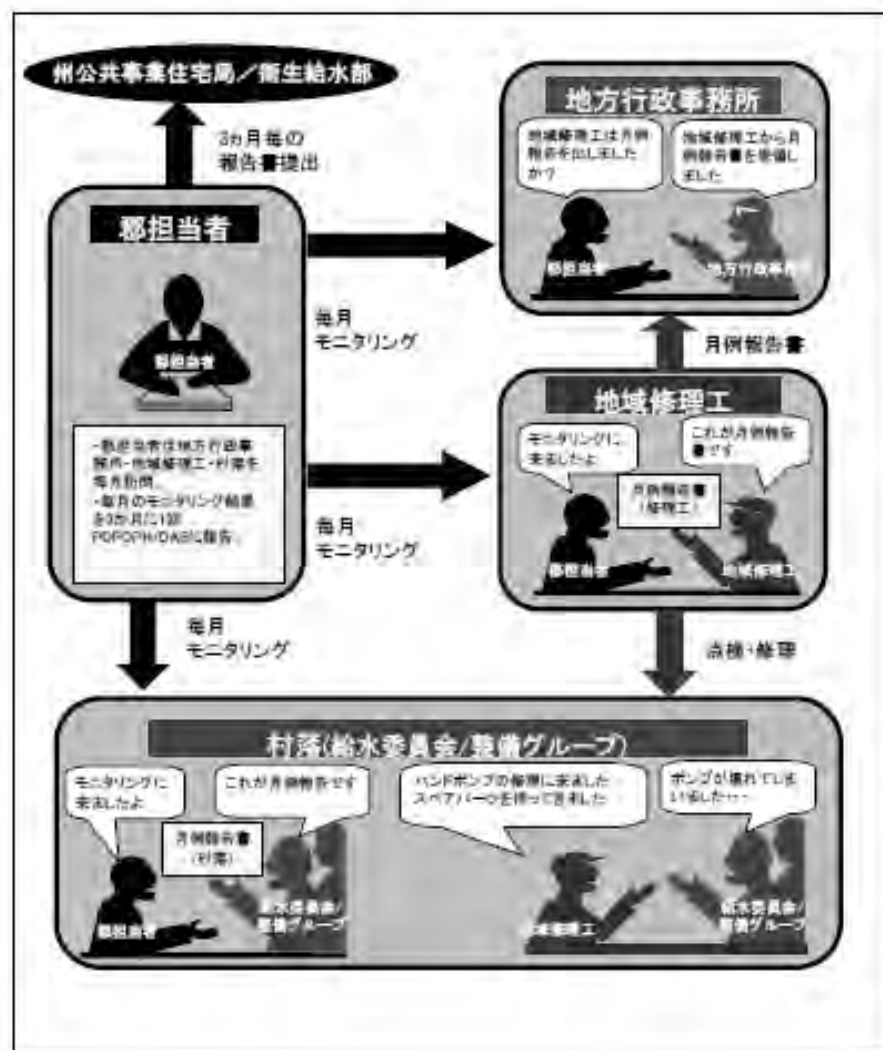 州公共事業住宅局／衛生給水部
3ヵ月毎の
報告書提出
郡担当者
郡担当者
・郡担当者は地方行政事
務所・地域修理工・村落を
毎月訪問
・毎月のモニタリング結果
を3か月に1回
に報告。
毎月
モニタリング
地方行政事務所
地域修理工は月例
報告を出しました
か？
地域修理工から月
例報告書を受領し
ました
郡担当者
地方行政事務所
月例報告書
毎月
モニタリング
地域修理工
モニタリングに
来ましたよ
これが月例報告
書です
月例報告書
(修理工)
郡担当者
地域修理工
毎月
モニタリング
点検・修理
村落(給水委員会/整備グループ)
モニタリングに
来ましたよ
これが月例報告です
月例報告書
(村落)
郡担当者
給水委員会/
整備グループ
ハンドポンプの修理に来ました
スペアパーツを持ってきました
ポンプが壊れてしま
いました・・・
地域修理工
給水委員会/
整備グループ